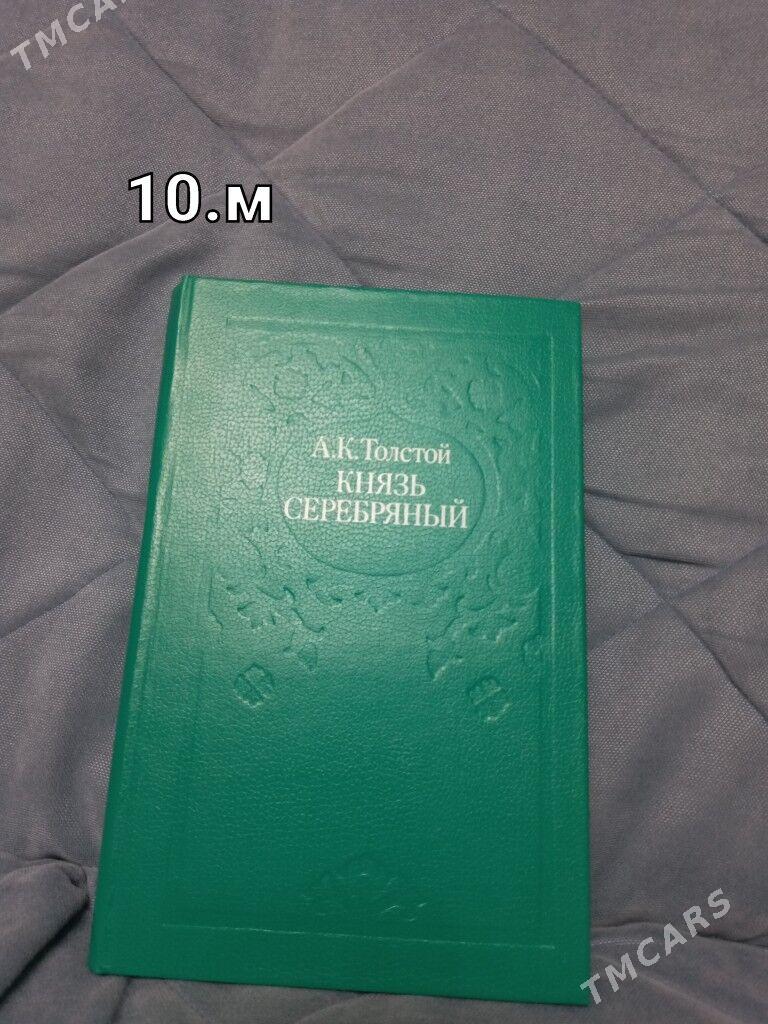 TMCARS
10.м
А.К.Толстой
КНЯЗЬ
СЕРЕБРЯНЫЙ
TMCARS